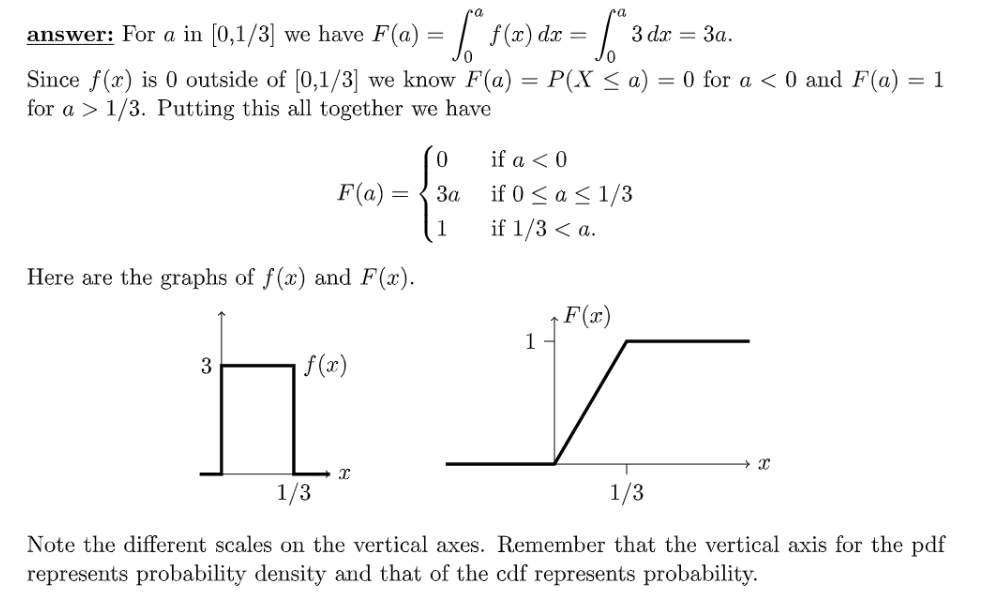 answer: For a in [0,1/3] we have F(a) = ∫₀ᵃ f(x) dx = ∫₀ᵃ 3 dx = 3a.
Since f(x) is 0 outside of [0,1/3] we know F(a) = P(X ≤ a) = 0 for a < 0 and F(a) = 1
for a > 1/3. Putting this all together we have
F(a) = { 0 if a < 0
3a if 0 ≤ a ≤ 1/3
1 if 1/3 < a.
Here are the graphs of f(x) and F(x).
3 f(x)
x
1/3
F(x)
1
x
1/3
Note the different scales on the vertical axes. Remember that the vertical axis for the pdf
represents probability density and that of the cdf represents probability.